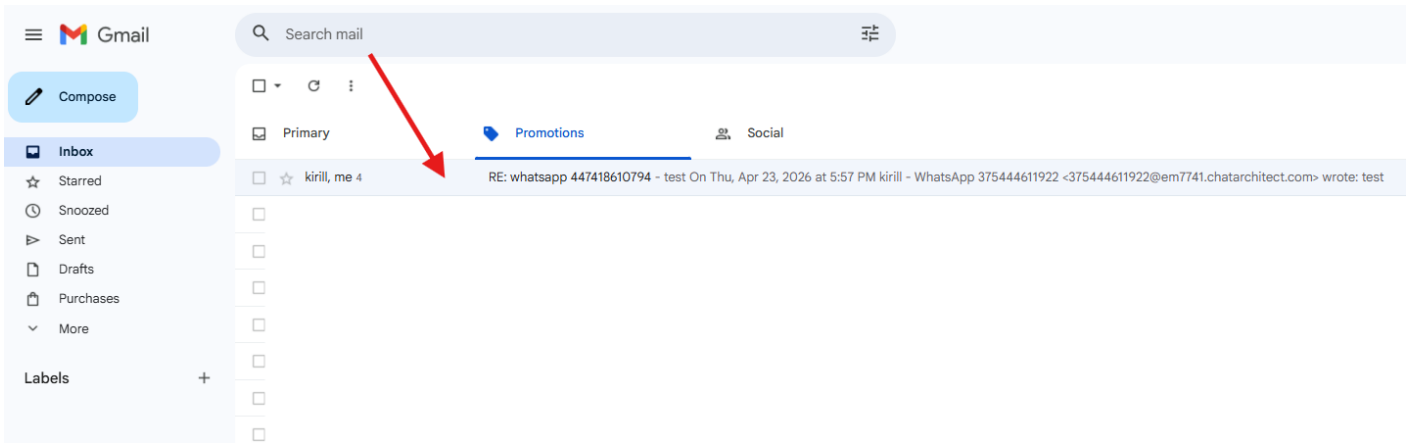 Gmail
Search mail
Compose
Inbox
Starred
Snoozed
Sent
Drafts
Purchases
More
Labels
Primary
Promotions
Social
kirill, me 4
RE: whatsapp 447418610794 - test On Thu, Apr 23, 2026 at 5:57 PM kirill - WhatsApp 375444611922 <375444611922@em7741.chatarchitect.com> wrote: test